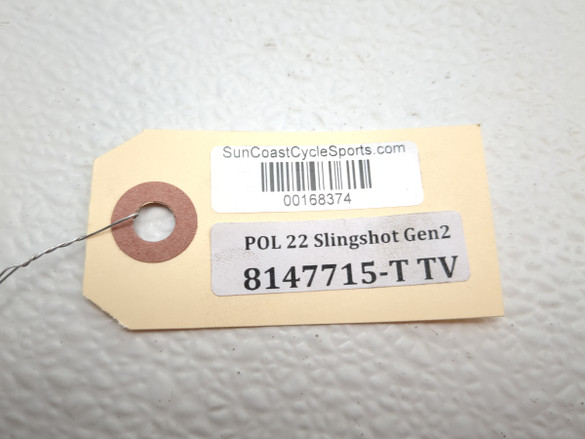 SunCoastCycleSports.com
00168374
POL 22 Slingshot Gen2
8147715-T TV